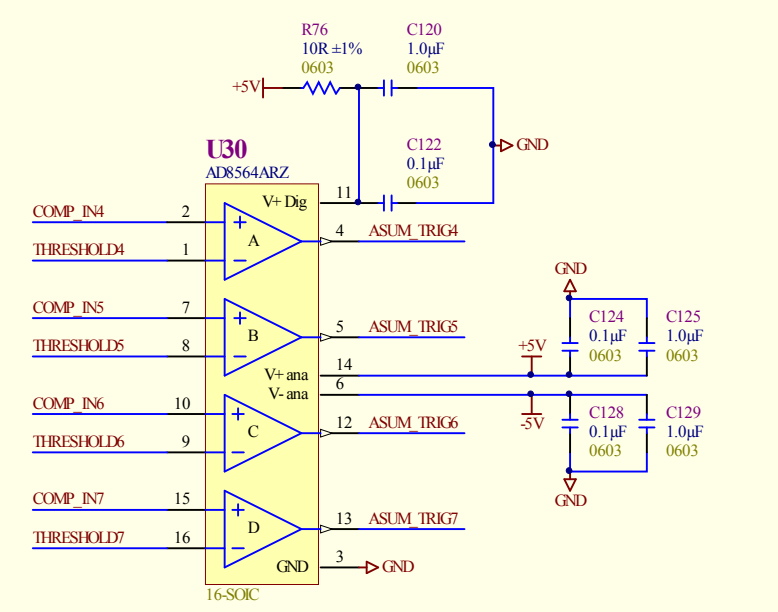 R76
10R ±1%
0603
C120
1.0µF
0603
+5V
GND
C122
0.1µF
0603
U30
AD8564ARZ
V+ Dig
11
COMP_IN4
2
+
A
4
ASUM_TRIG4
THRESHOLD4
1
−
COMP_IN5
7
+
B
5
ASUM_TRIG5
THRESHOLD5
8
−
V+ ana
14
V- ana
6
COMP_IN6
10
+
C
12
ASUM_TRIG6
THRESHOLD6
9
−
COMP_IN7
15
+
D
13
ASUM_TRIG7
THRESHOLD7
16
−
GND
3
GND
16-SOIC
GND
C124
0.1µF
0603
C125
1.0µF
0603
+5V
-5V
C128
0.1µF
0603
C129
1.0µF
0603
GND